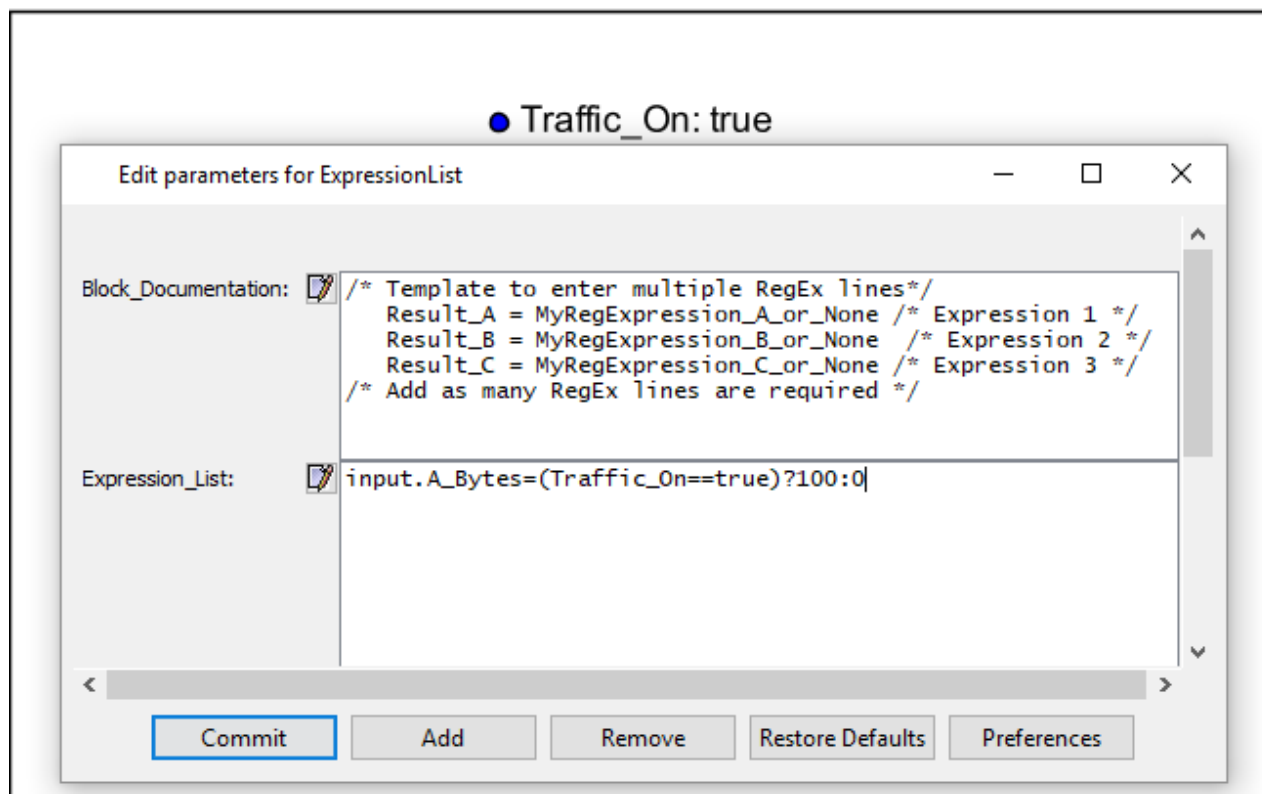 Traffic_On: true
Edit parameters for ExpressionList
Block_Documentation:
/* Template to enter multiple RegEx lines*/
Result_A = MyRegExpression_A_or_None /* Expression 1 */
Result_B = MyRegExpression_B_or_None /* Expression 2 */
Result_C = MyRegExpression_C_or_None /* Expression 3 */
/* Add as many RegEx lines are required */
Expression_List:
input.A_Bytes=(Traffic_On==true)?100:0
Commit
Add
Remove
Restore Defaults
Preferences